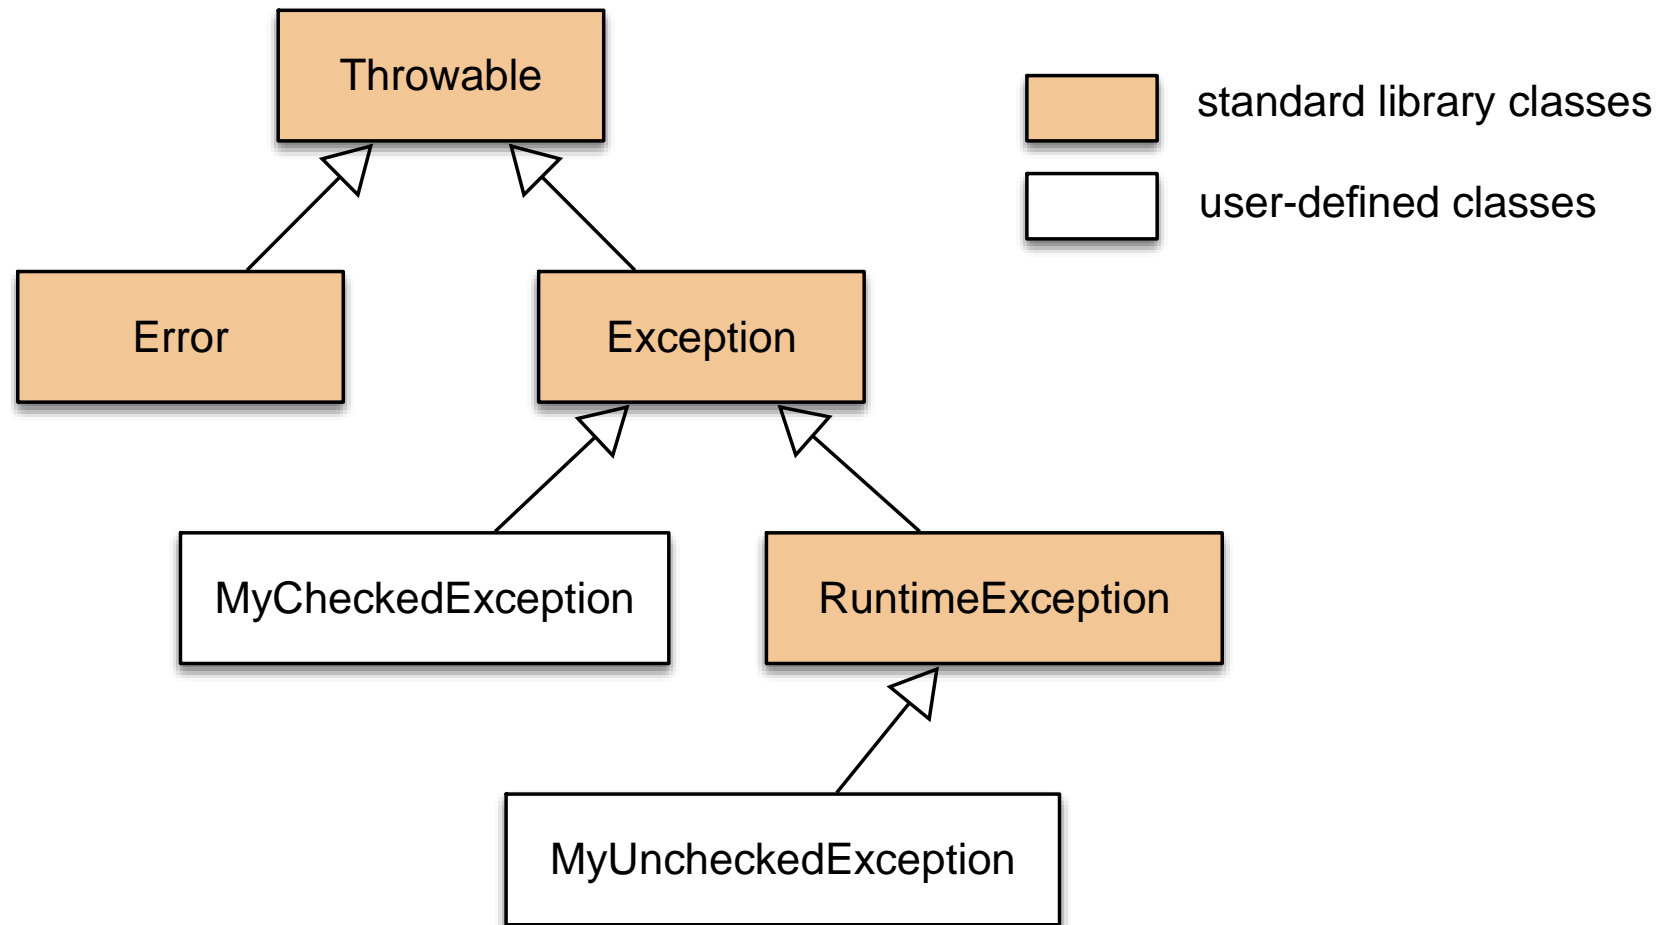 Throwable
standard library classes
user-defined classes
Error
Exception
MyCheckedException
RuntimeException
MyUncheckedException